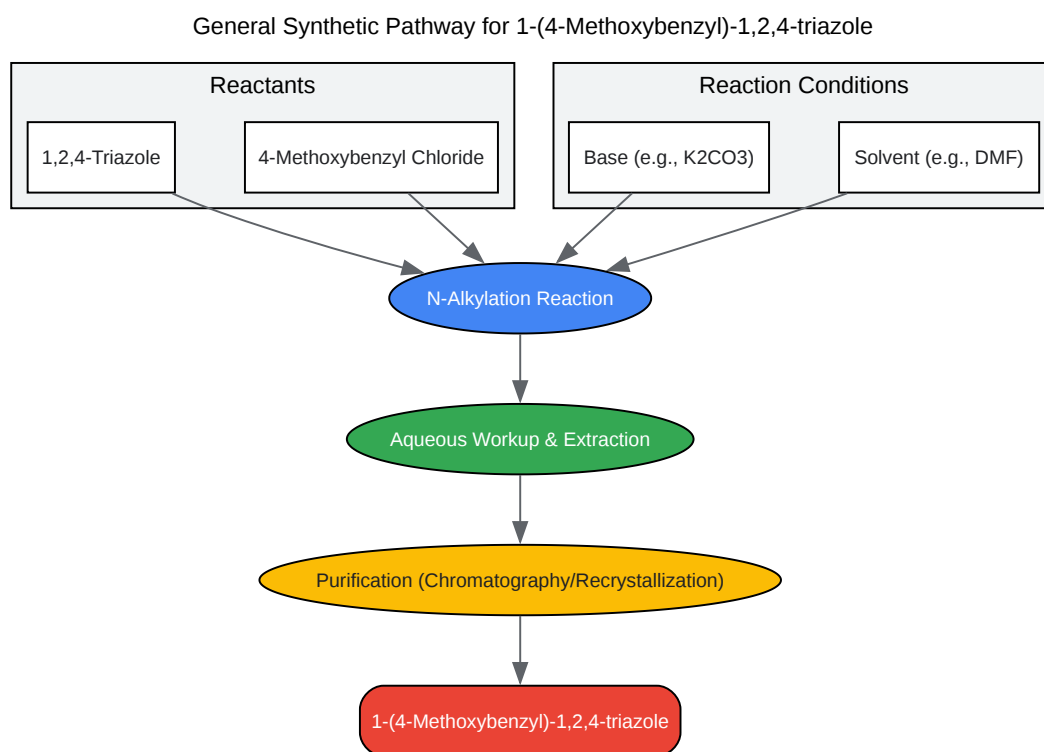 General Synthetic Pathway for 1-(4-Methoxybenzyl)-1,2,4-triazole
Reactants
Reaction Conditions
1,2,4-Triazole
4-Methoxybenzyl Chloride
Base (e.g., K2CO3)
Solvent (e.g., DMF)
N-Alkylation Reaction
Aqueous Workup & Extraction
Purification (Chromatography/Recrystallization)
1-(4-Methoxybenzyl)-1,2,4-triazole